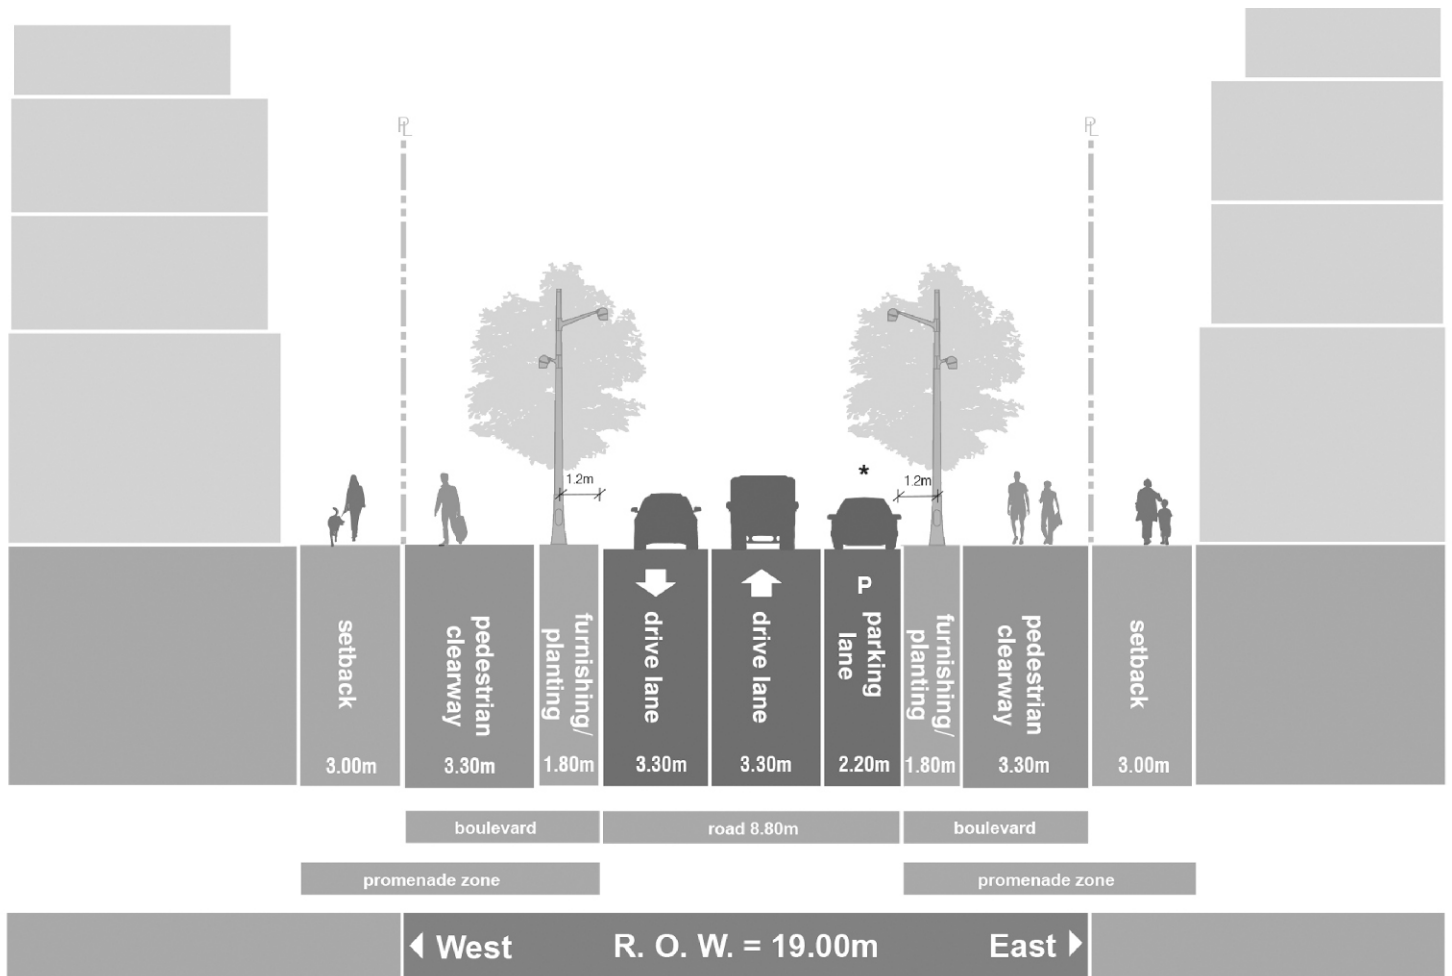 PL
PL
*
1.2m
1.2m
P
setback
pedestrian
clearway
furnishing/
planting
drive lane
drive lane
parking
lane
furnishing/
planting
pedestrian
clearway
setback
3.00m
3.30m
1.80m
3.30m
3.30m
2.20m
1.80m
3.30m
3.00m
boulevard
road 8.80m
boulevard
promenade zone
promenade zone
West
R. O. W. = 19.00m
East